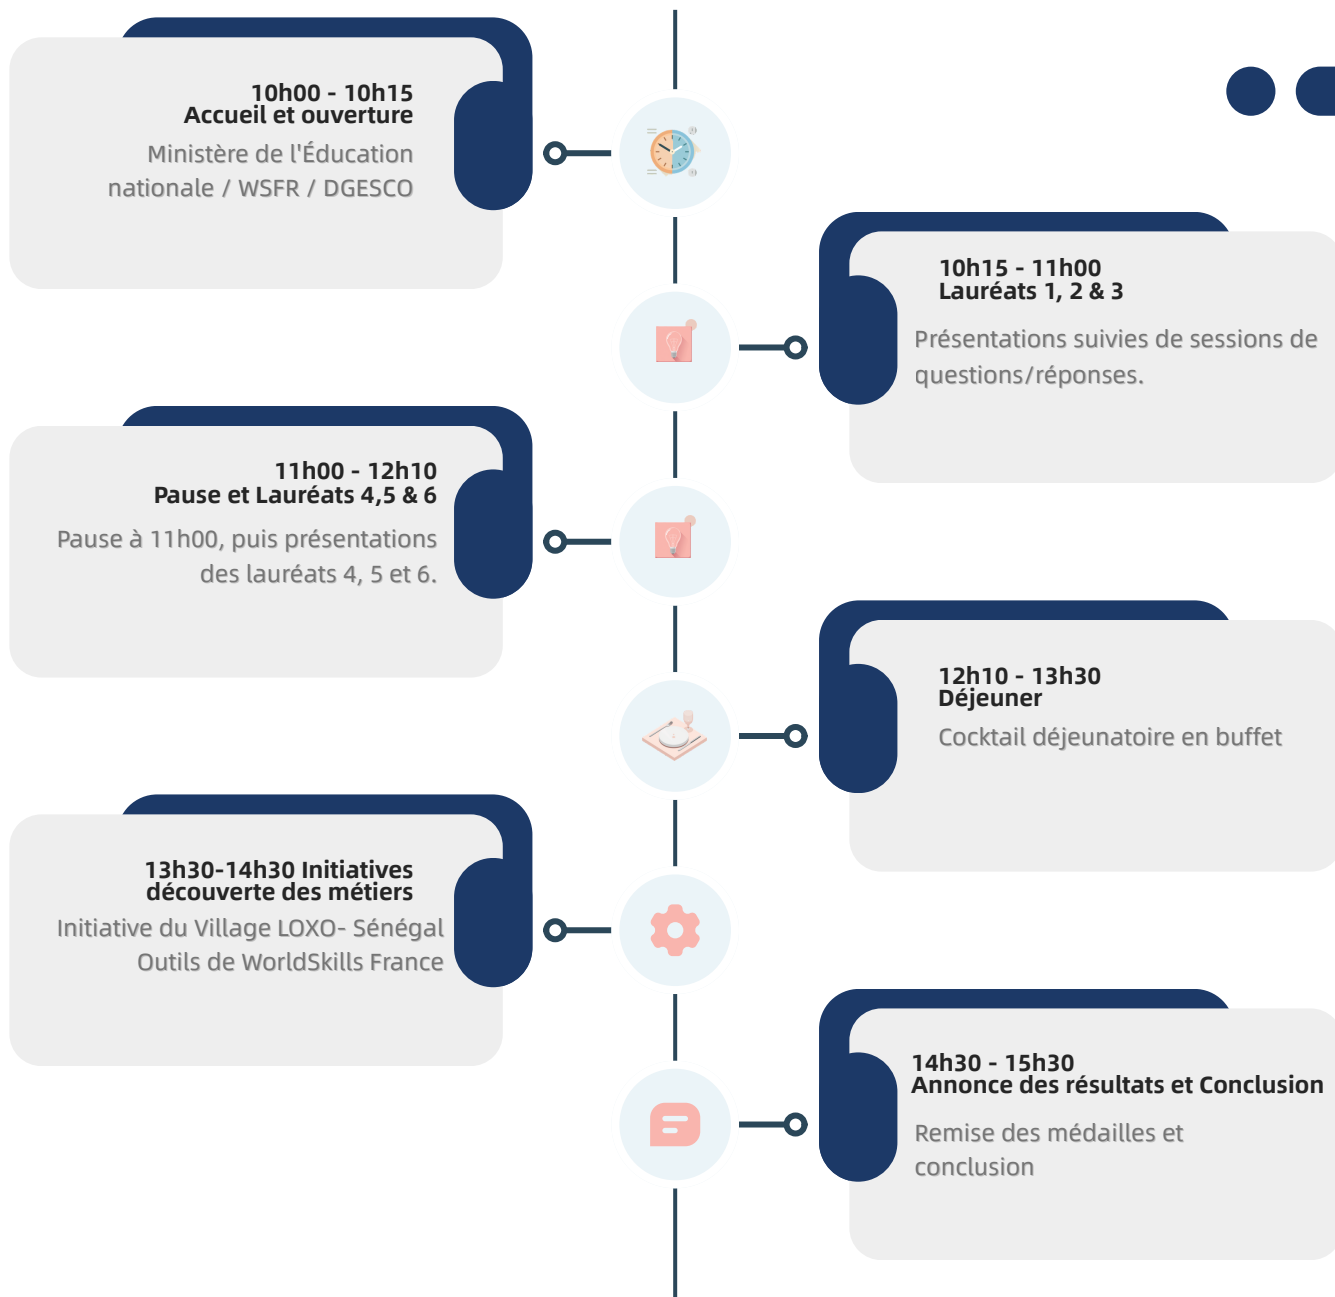 10h00 - 10h15
Accueil et ouverture
Ministère de l'Éducation
nationale / WSFR / DGESCO
10h15 - 11h00
Lauréats 1, 2 & 3
Présentations suivies de sessions de
questions/réponses.
11h00 - 12h10
Pause et Lauréats 4,5 & 6
Pause à 11h00, puis présentations
des lauréats 4, 5 et 6.
12h10 - 13h30
Déjeuner
Cocktail déjeunatoire en buffet
13h30-14h30 Initiatives
découverte des métiers
Initiative du Village LOXO- Sénégal
Outils de WorldSkills France
14h30 - 15h30
Annonce des résultats et Conclusion
Remise des médailles et
conclusion